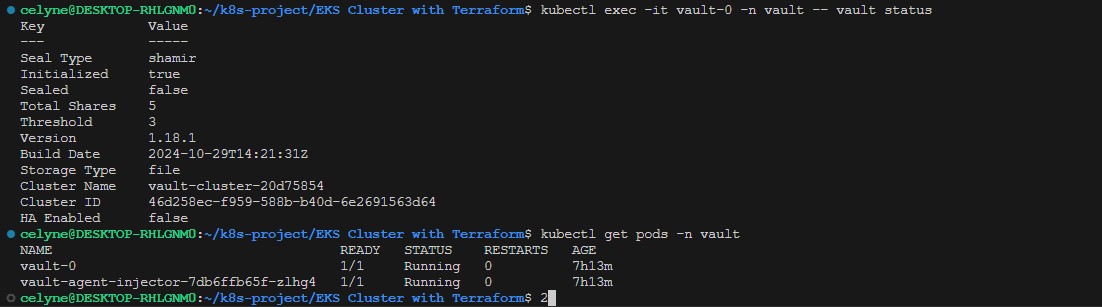 celyne@DESKTOP-RHLGNM0:~/k8s-project/EKS Cluster with Terraform$ kubectl exec -it vault-0 -n vault -- vault status
Key             Value
---             -----
Seal Type       shamir
Initialized     true
Sealed          false
Total Shares    5
Threshold       3
Version         1.18.1
Build Date      2024-10-29T14:21:31Z
Storage Type    file
Cluster Name    vault-cluster-20d75854
Cluster ID      46d258ec-f959-588b-b40d-6e2691563d64
HA Enabled      false
celyne@DESKTOP-RHLGNM0:~/k8s-project/EKS Cluster with Terraform$ kubectl get pods -n vault
NAME                                    READY   STATUS    RESTARTS   AGE
vault-0                                 1/1     Running   0          7h13m
vault-agent-injector-7db6ffb65f-zlhg4   1/1     Running   0          7h13m
celyne@DESKTOP-RHLGNM0:~/k8s-project/EKS Cluster with Terraform$ 2